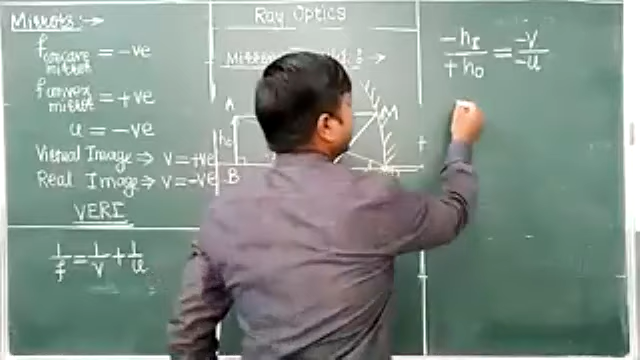 Mirrors:→
Ray Optics
f concave mirror = -ve
f convex mirror = +ve
u = -ve
Virtual Image ⇒ v = +ve
Real Image ⇒ v = -ve
VERI
1/f = 1/v + 1/u
A
M
h₀
B
-h_I/+h₀ = -v/-u